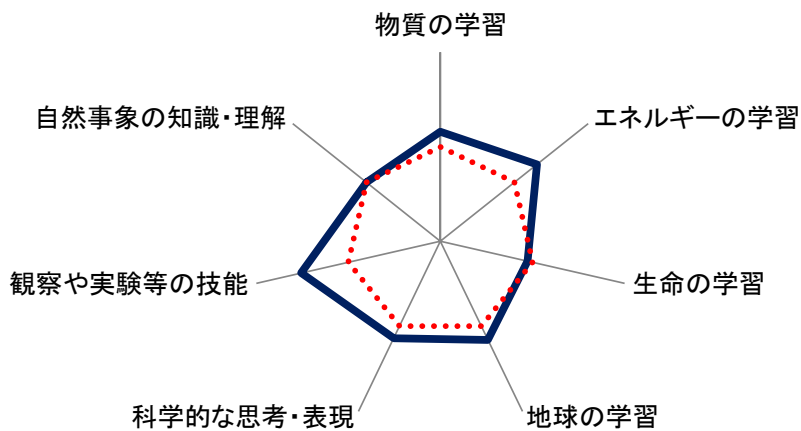 物質の学習
エネルギーの学習
生命の学習
地球の学習
科学的な思考・表現
観察や実験等の技能
自然事象の知識・理解